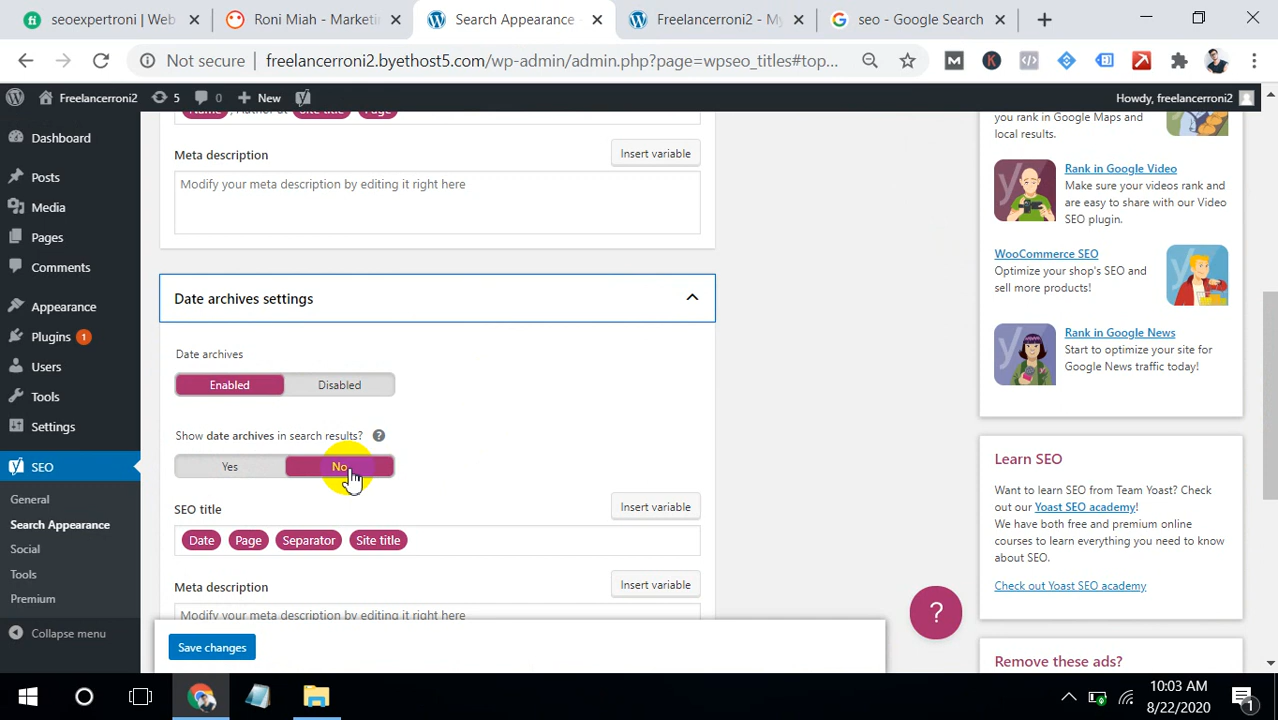 seoexpertroni | Web
Roni Miah - Marketi
Search Appearance
Freelancerroni2 - My
seo - Google Search
Not secure
freelancerroni2.byethost5.com/wp-admin/admin.php?page=wpseo_titles#top...
Freelancerroni2
5
0
New
Howdy, freelancerroni2
Dashboard
Posts
Media
Pages
Comments
Appearance
Plugins 1
Users
Tools
Settings
SEO
General
Search Appearance
Social
Tools
Premium
Collapse menu
Name , Author at Site title Page
Meta description
Insert variable
Modify your meta description by editing it right here
Date archives settings
Date archives
Enabled Disabled
Show date archives in search results? ?
Yes No
SEO title
Insert variable
Date Page Separator Site title
Meta description
Insert variable
Modify your meta description by editing it right here
Save changes
?
you rank in Google Maps and
local results.
Rank in Google Video
Make sure your videos rank and
are easy to share with our Video
SEO plugin.
WooCommerce SEO
Optimize your shop's SEO and
sell more products!
Rank in Google News
Start to optimize your site for
Google News traffic today!
Learn SEO
Want to learn SEO from Team Yoast? Check
out our Yoast SEO academy!
We have both free and premium online
courses to learn everything you need to know
about SEO.
Check out Yoast SEO academy
Remove these ads?
10:03 AM
8/22/2020
1